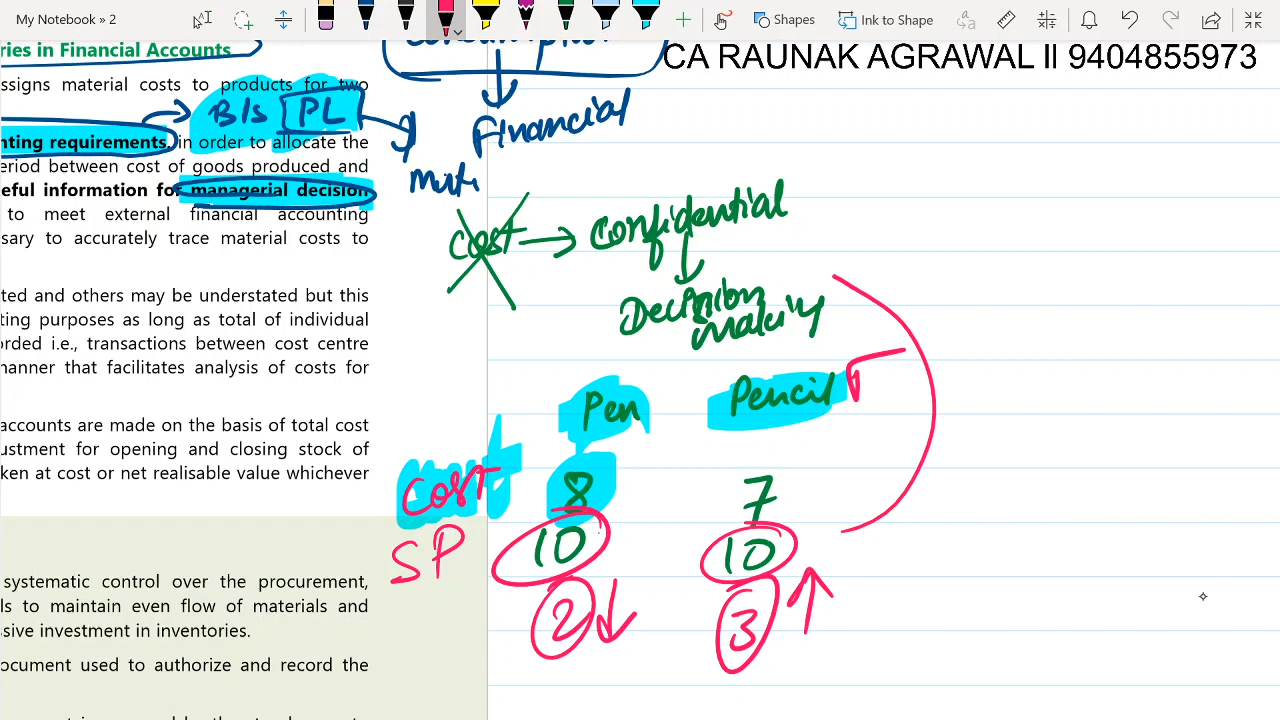 My Notebook » 2
Shapes
Ink to Shape
CA RAUNAK AGRAWAL II 9404855973
ries in Financial Accounts
ssigns material costs to products for two
nting requirements, in order to allocate the
eriod between cost of goods produced and
eful information for managerial decision
to meet external financial accounting
ssary to accurately trace material costs to
ted and others may be understated but this
ting purposes as long as total of individual
orded i.e., transactions between cost centre
manner that facilitates analysis of costs for
accounts are made on the basis of total cost
ustment for opening and closing stock of
ken at cost or net realisable value whichever
systematic control over the procurement,
ls to maintain even flow of materials and
ssive investment in inventories.
ocument used to authorize and record the
B/s PL
Financial
Cost → Confidential
Decision
making
Pen Pencil
Cost 8 7
SP 10 10
2 3